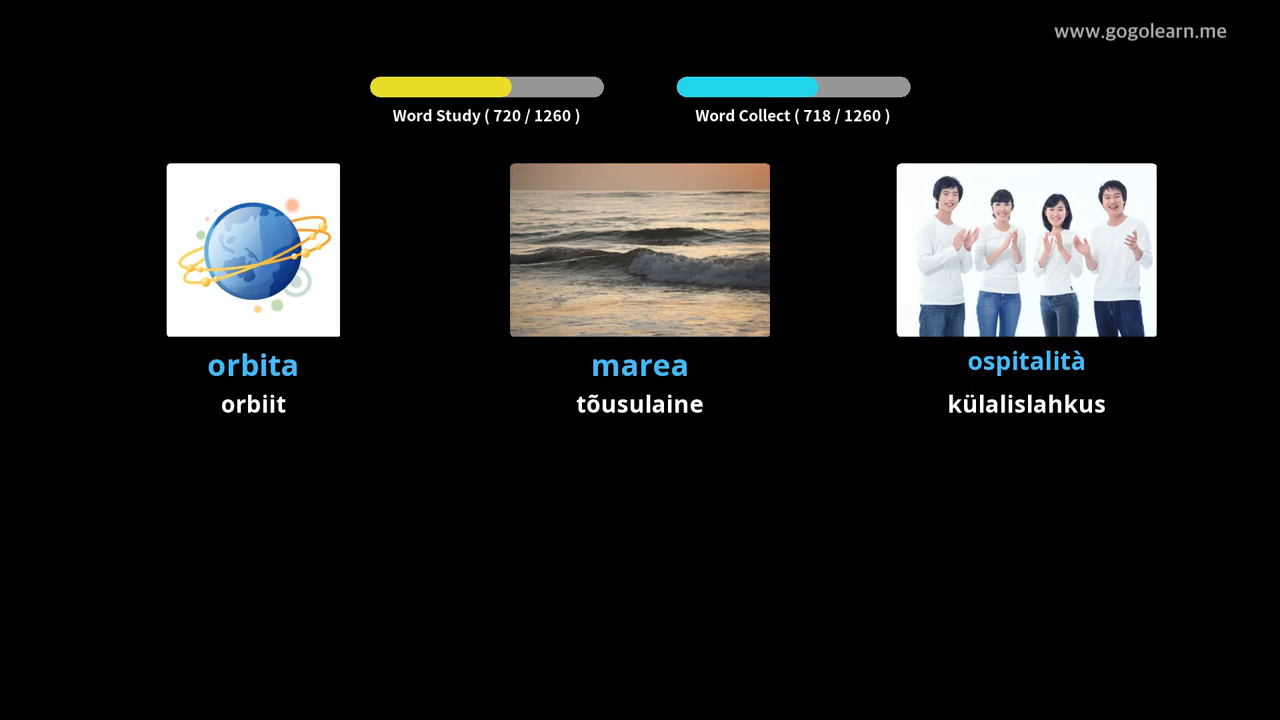 www.gogolearn.me
Word Study ( 720 / 1260 )
Word Collect ( 718 / 1260 )
orbita
marea
ospitalità
orbiit
tõusulaine
külalislahkus